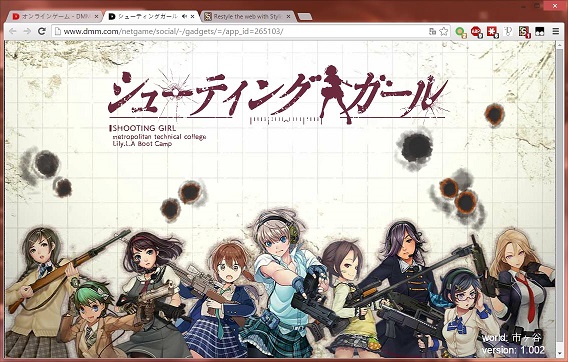 オンラインゲーム - DMM
シューティングガール
Restyle the web with Styli
www.dmm.com/netgame/social/-/gadgets/=/app_id=265103/
シューティングガール
SHOOTING GIRL
metropolitan technical college
Lily.L.A Boot Camp
world: 市ヶ谷
version: 1.002